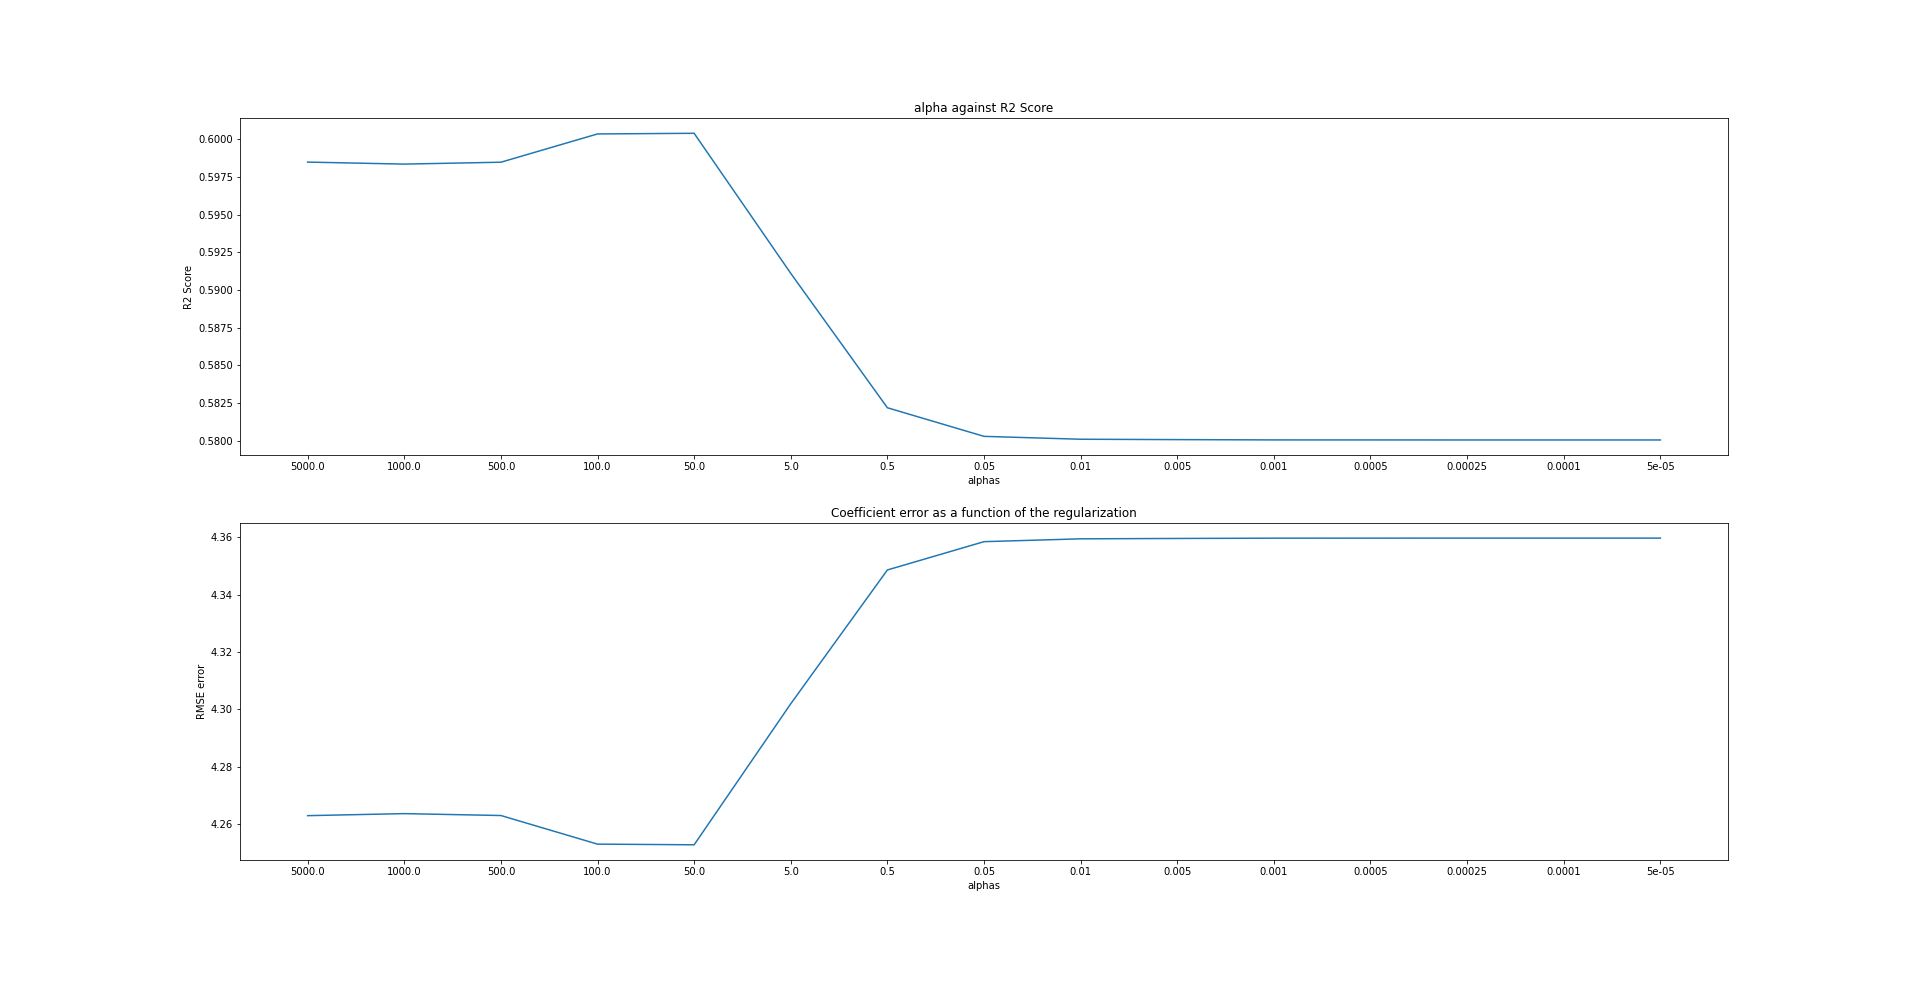 alpha against R2 Score
0.6000
0.5975
0.5950
0.5925
0.5900
0.5875
0.5850
0.5825
0.5800
R2 Score
5000.0 1000.0 500.0 100.0 50.0 5.0 0.5 0.05 0.01 0.005 0.001 0.0005 0.00025 0.0001 5e-05
alphas
Coefficient error as a function of the regularization
4.36
4.34
4.32
4.30
4.28
4.26
RMSE error
5000.0 1000.0 500.0 100.0 50.0 5.0 0.5 0.05 0.01 0.005 0.001 0.0005 0.00025 0.0001 5e-05
alphas